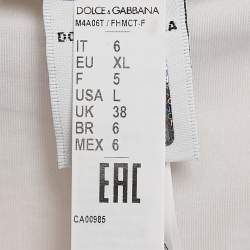 DOLCE & GABBANA
M4A06T / FHMCT-F
IT 6
EU XL
F 5
USA L
UK 38
BR 6
MEX 6
EAC
CA00985